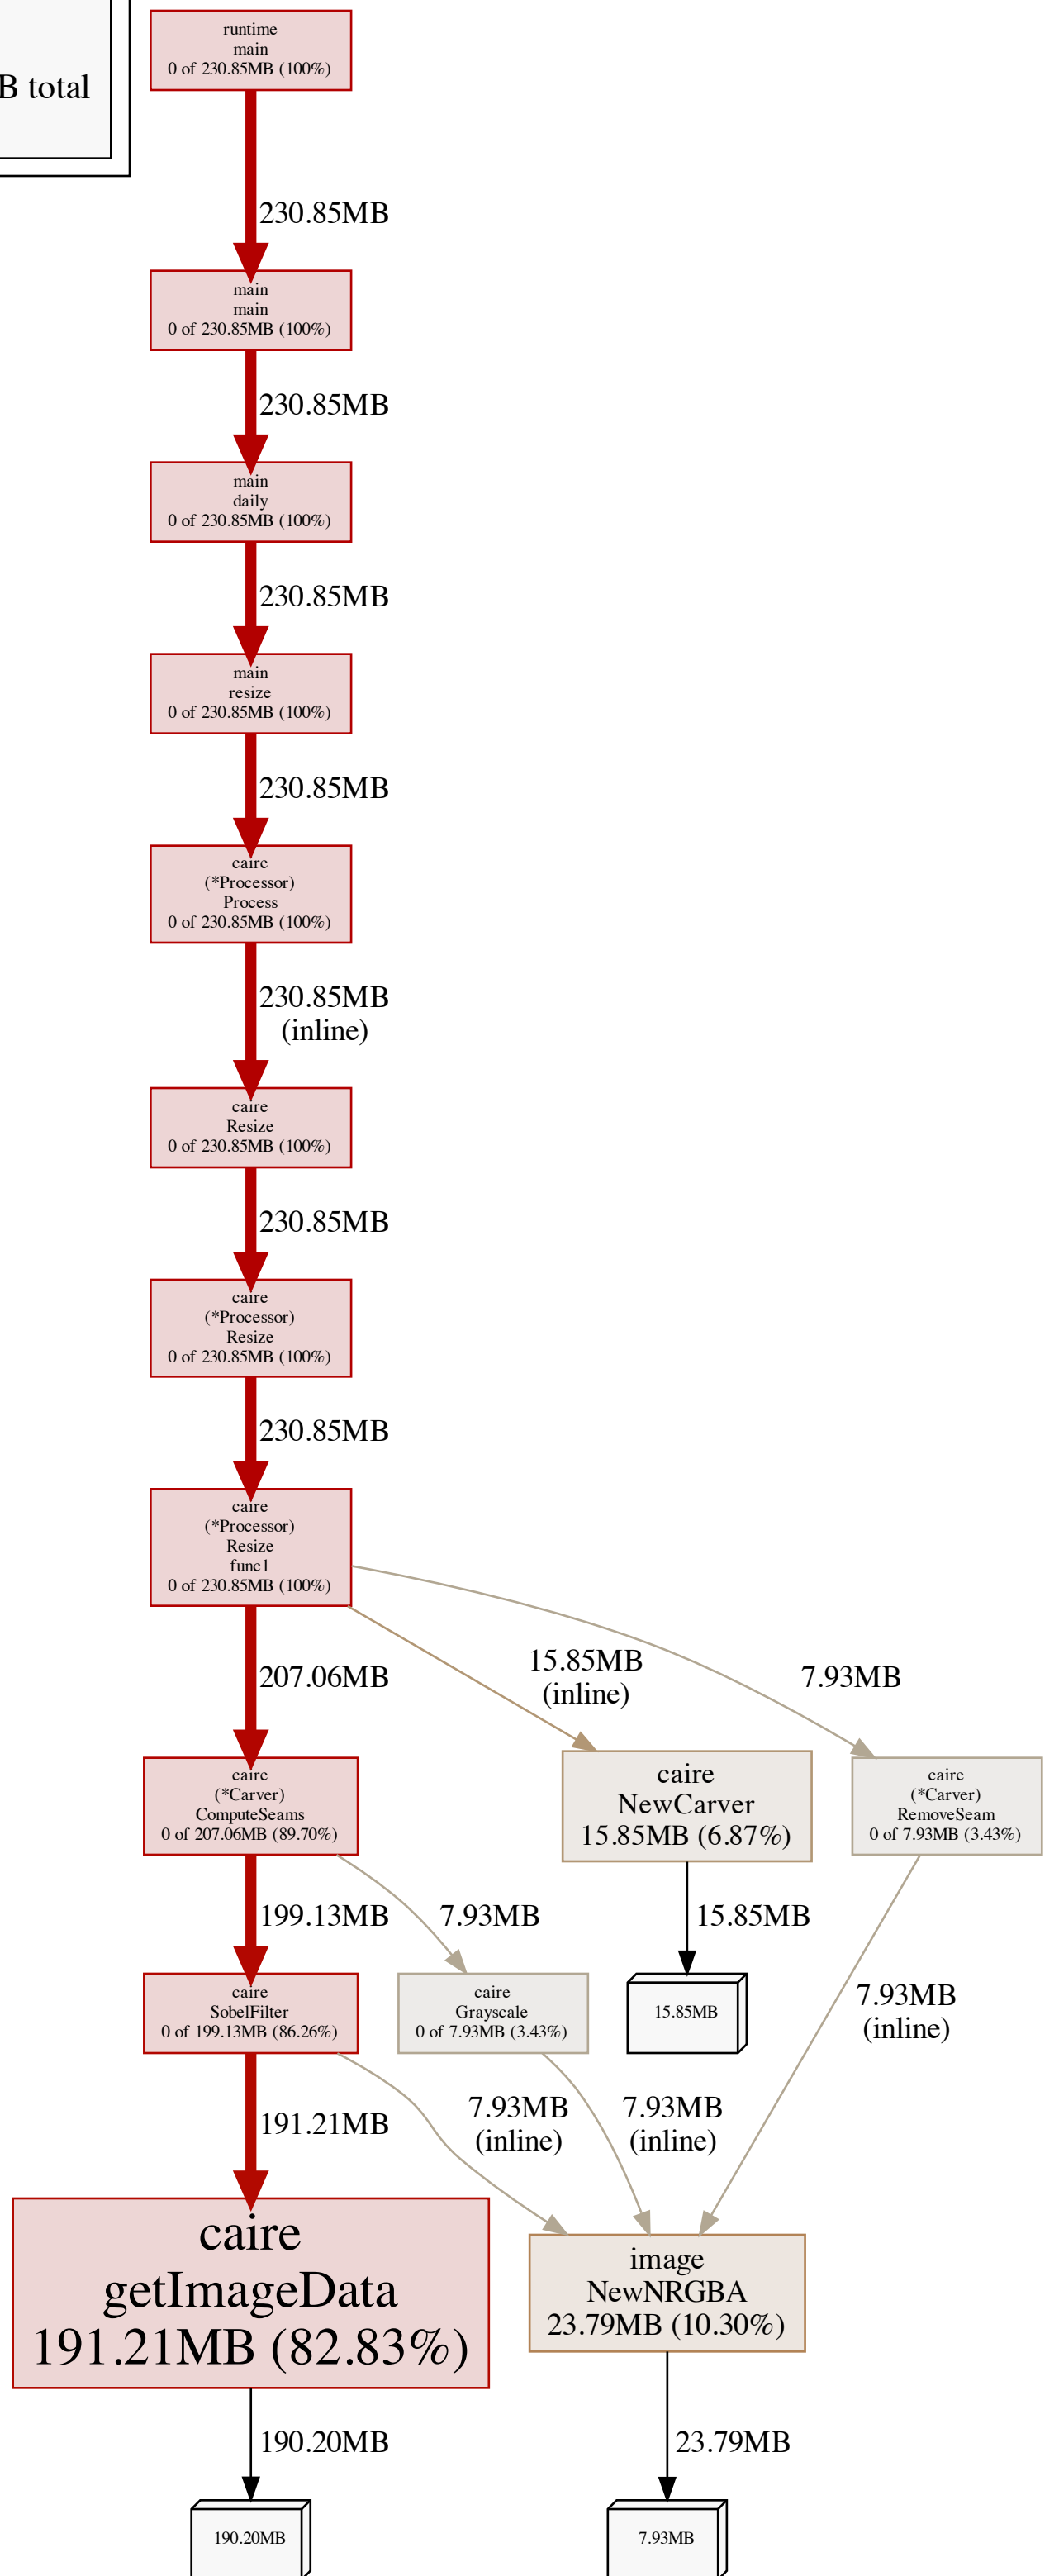 B total
runtime
main
0 of 230.85MB (100%)
230.85MB
main
main
0 of 230.85MB (100%)
230.85MB
main
daily
0 of 230.85MB (100%)
230.85MB
main
resize
0 of 230.85MB (100%)
230.85MB
caire
(*Processor)
Process
0 of 230.85MB (100%)
230.85MB
(inline)
caire
Resize
0 of 230.85MB (100%)
230.85MB
caire
(*Processor)
Resize
0 of 230.85MB (100%)
230.85MB
caire
(*Processor)
Resize
func1
0 of 230.85MB (100%)
207.06MB
15.85MB
(inline)
7.93MB
caire
(*Carver)
ComputeSeams
0 of 207.06MB (89.70%)
caire
NewCarver
15.85MB (6.87%)
caire
(*Carver)
RemoveSeam
0 of 7.93MB (3.43%)
199.13MB
7.93MB
15.85MB
7.93MB
(inline)
caire
SobelFilter
0 of 199.13MB (86.26%)
caire
Grayscale
0 of 7.93MB (3.43%)
15.85MB
191.21MB
7.93MB
(inline)
7.93MB
(inline)
caire
getImageData
191.21MB (82.83%)
image
NewNRGBA
23.79MB (10.30%)
190.20MB
23.79MB
190.20MB
7.93MB